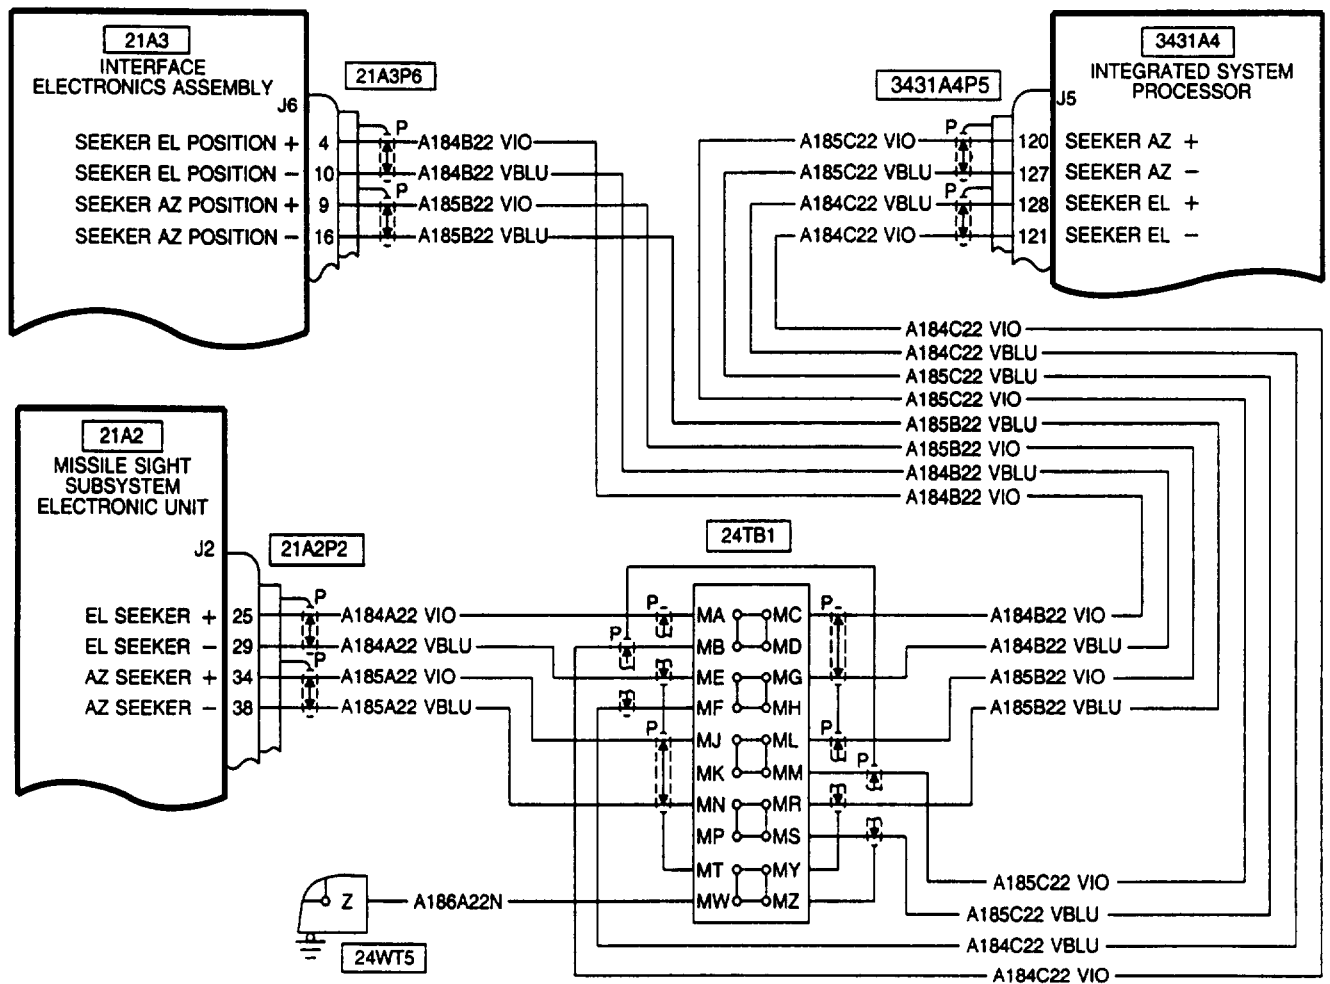 21A3
INTERFACE
ELECTRONICS ASSEMBLY
J6
21A3P6
SEEKER EL POSITION + 4 P A184B22 VIO
SEEKER EL POSITION − 10 A184B22 VBLU
SEEKER AZ POSITION + 9 P A185B22 VIO
SEEKER AZ POSITION − 16 A185B22 VBLU
3431A4
INTEGRATED SYSTEM
PROCESSOR
3431A4P5
J5
A185C22 VIO P 120 SEEKER AZ +
A185C22 VBLU 127 SEEKER AZ −
A184C22 VBLU P 128 SEEKER EL +
A184C22 VIO 121 SEEKER EL −
A184C22 VIO
A184C22 VBLU
A185C22 VBLU
A185C22 VIO
A185B22 VBLU
A185B22 VIO
A184B22 VBLU
A184B22 VIO
21A2
MISSILE SIGHT
SUBSYSTEM
ELECTRONIC UNIT
J2
21A2P2
24TB1
EL SEEKER + 25 P A184A22 VIO P MA MC P A184B22 VIO
EL SEEKER − 29 A184A22 VBLU P MB MD A184B22 VBLU
AZ SEEKER + 34 P A185A22 VIO ME MG A185B22 VIO
AZ SEEKER − 38 A185A22 VBLU MF MH A185B22 VBLU
P MJ ML P
MK MM P
MN MR
MP MS
MT MY
Z A186A22N MW MZ
24WT5
A185C22 VIO
A185C22 VBLU
A184C22 VBLU
A184C22 VIO